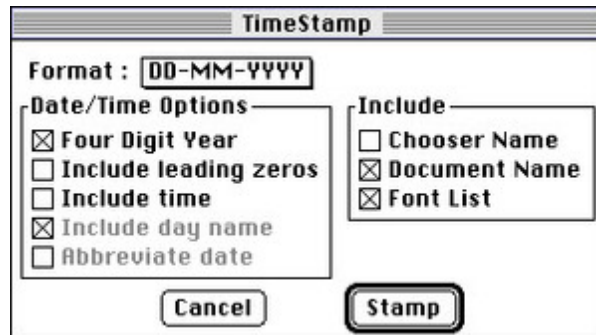 TimeStamp
Format : DD-MM-YYYY
Date/Time Options
Four Digit Year
Include leading zeros
Include time
Include day name
Abbreviate date
Include
Chooser Name
Document Name
Font List
Cancel
Stamp